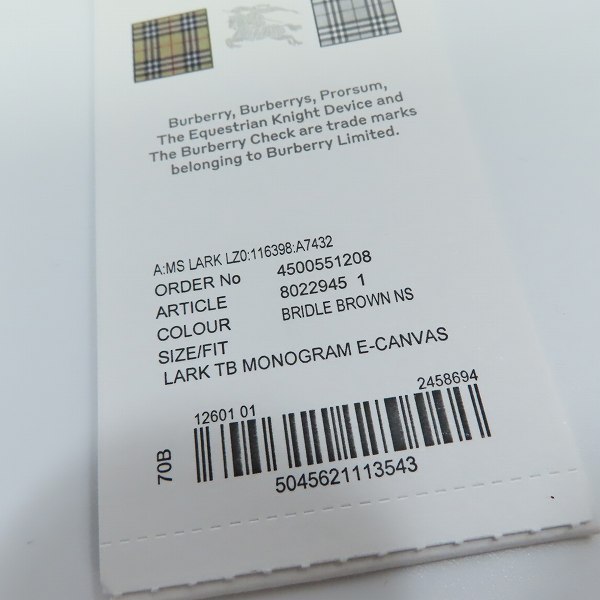 Burberry, Burberrys, Prorsum,
The Equestrian Knight Device and
The Burberry Check are trade marks
belonging to Burberry Limited.
A:MS LARK LZ0:116398:A7432
ORDER No 4500551208
ARTICLE 8022945 1
COLOUR BRIDLE BROWN NS
SIZE/FIT
LARK TB MONOGRAM E-CANVAS
12601 01 2458694
70B
5045621113543